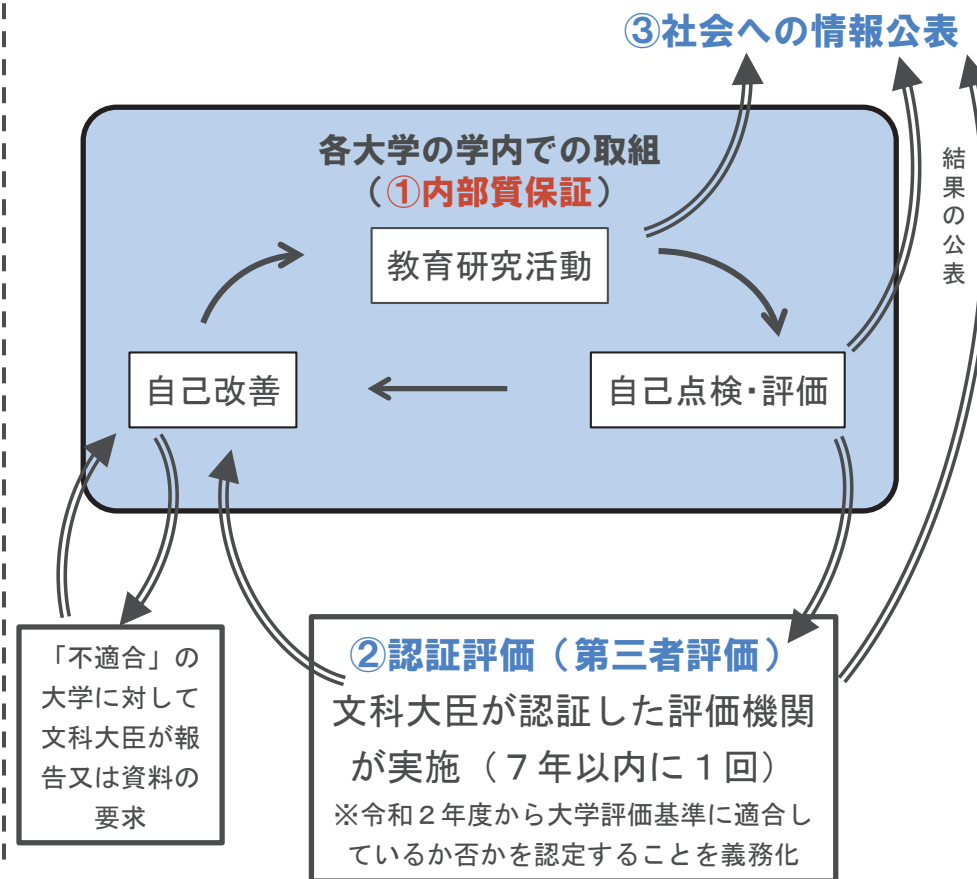 ③社会への情報公表
各大学の学内での取組
（①内部質保証）
教育研究活動
自己改善
自己点検・評価
結果の公表
「不適合」の
大学に対して
文科大臣が報
告又は資料の
要求
②認証評価（第三者評価）
文科大臣が認証した評価機関
が実施（７年以内に１回）
※令和２年度から大学評価基準に適合し
ているか否かを認定することを義務化